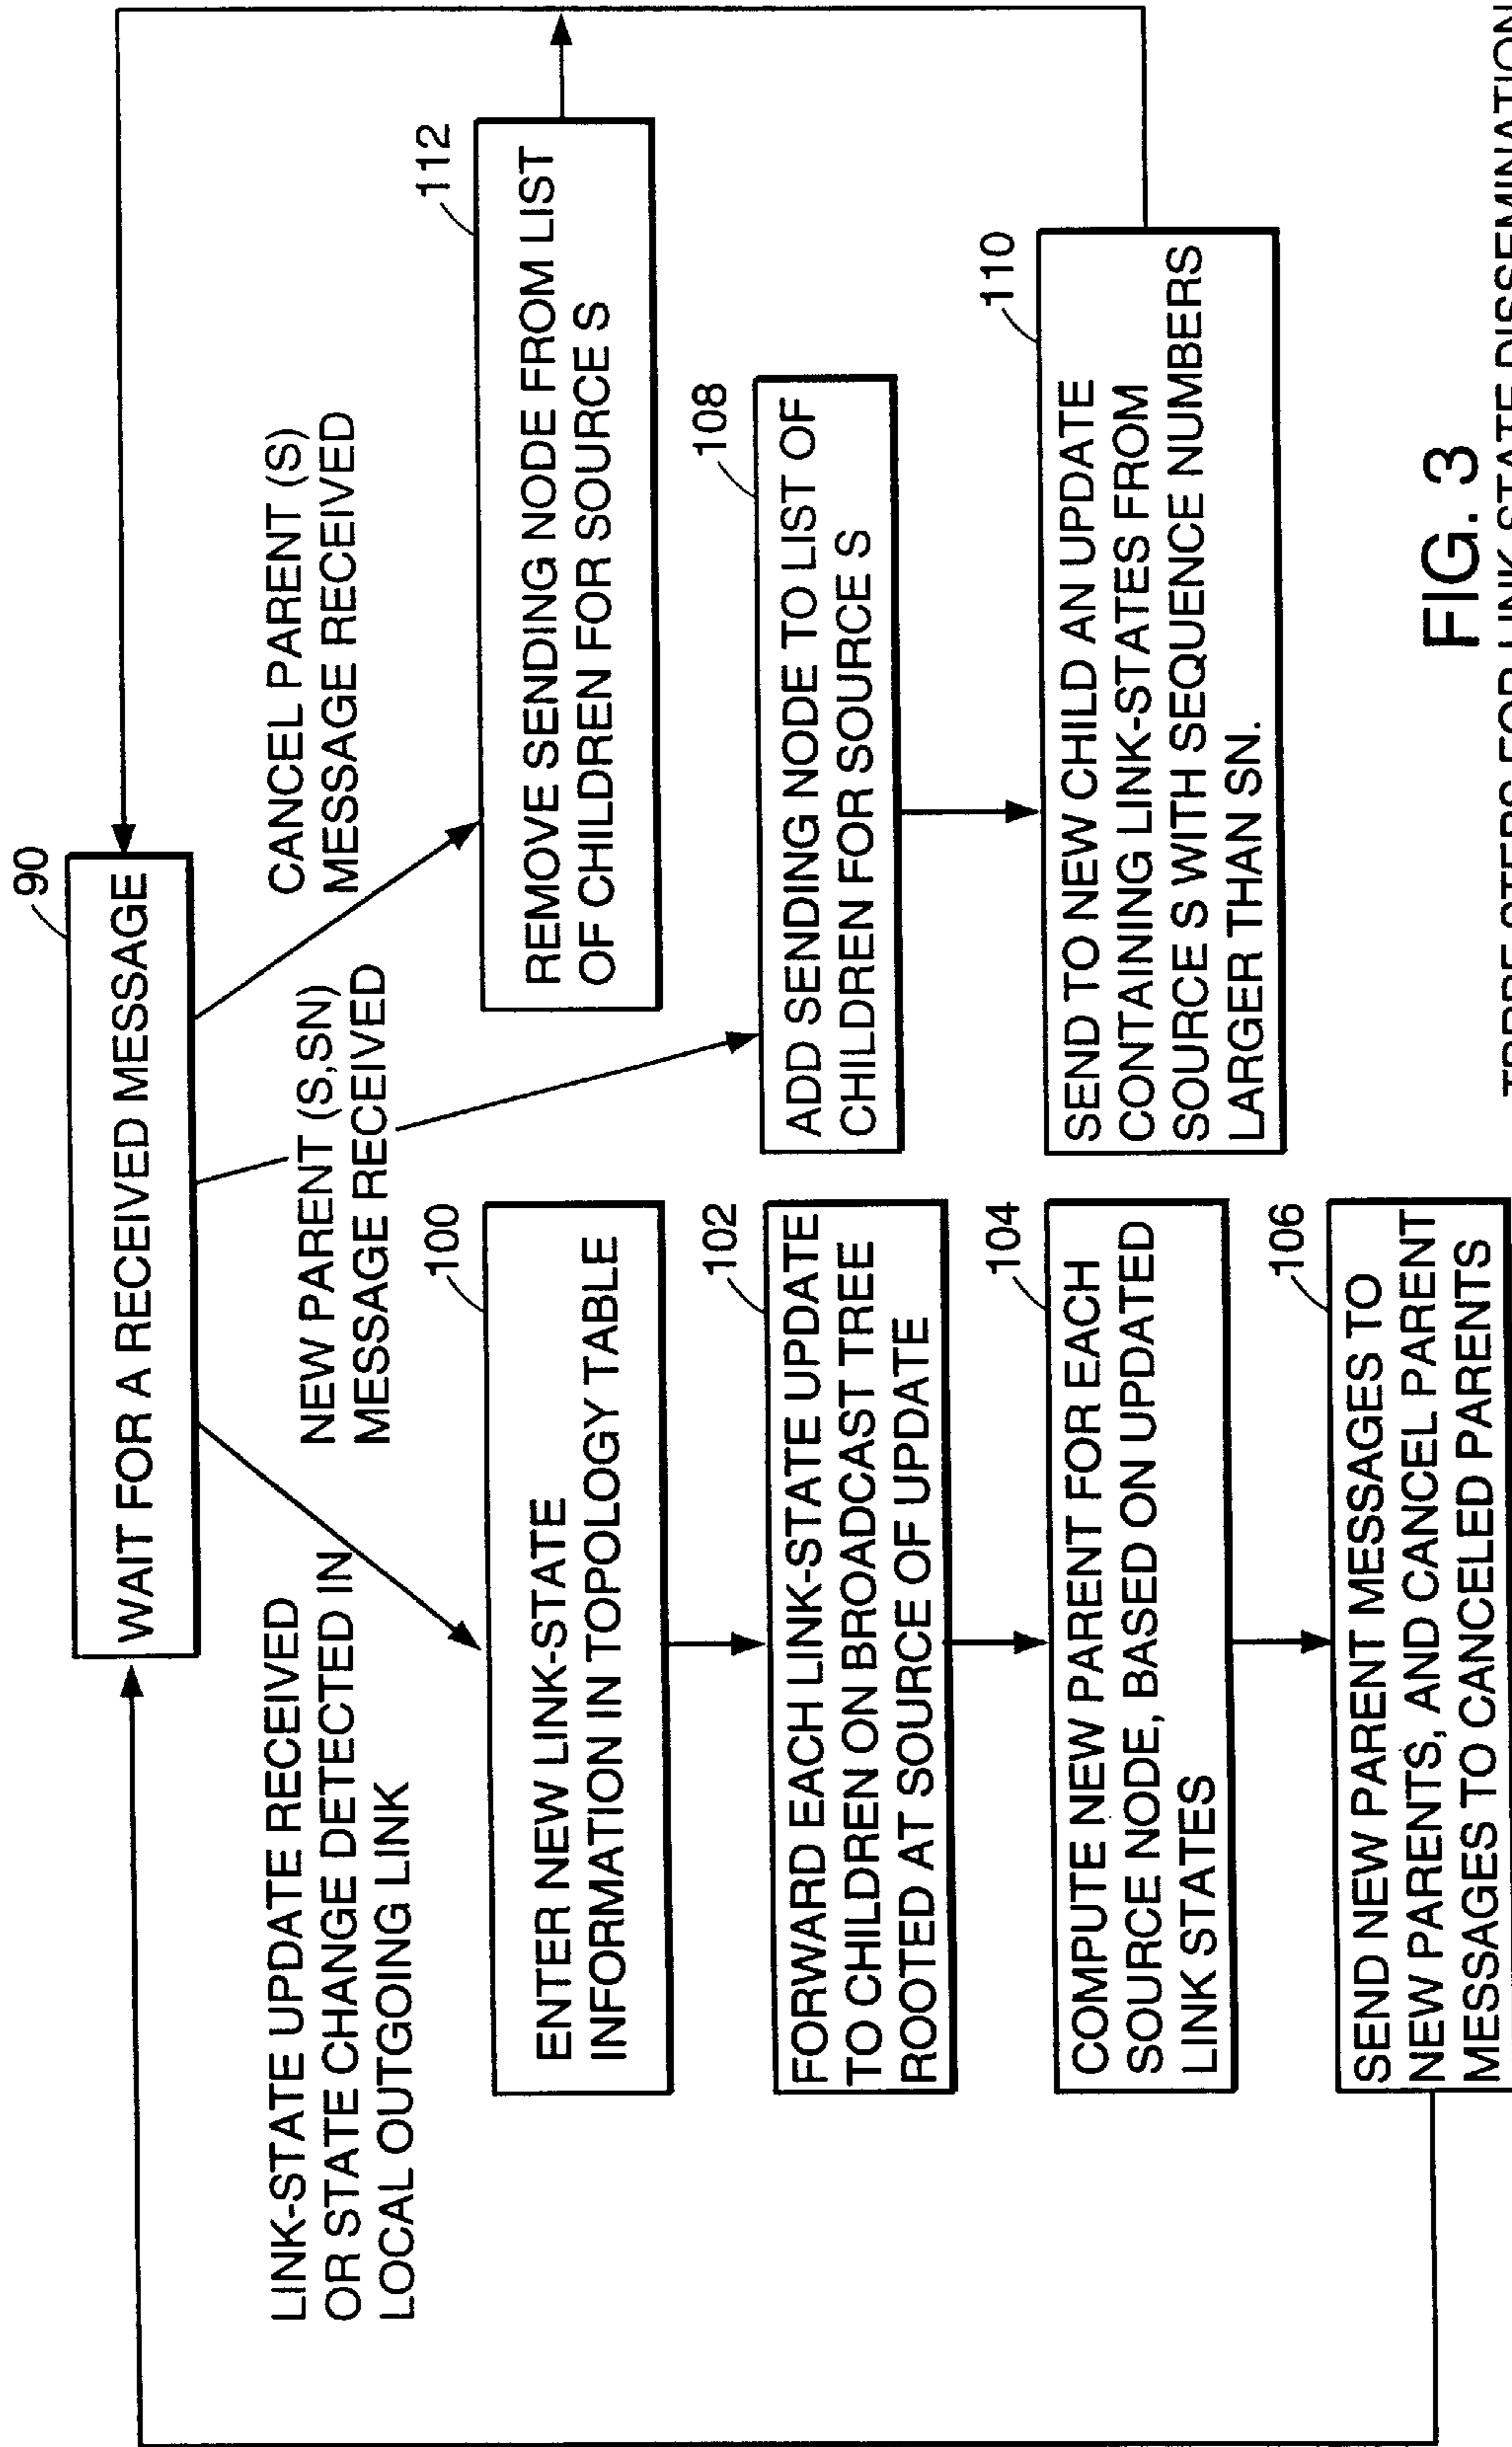 90
WAIT FOR A RECEIVED MESSAGE
LINK-STATE UPDATE RECEIVED
OR STATE CHANGE DETECTED IN
LOCAL OUTGOING LINK
NEW PARENT (S,SN)
MESSAGE RECEIVED
CANCEL PARENT (S)
MESSAGE RECEIVED
100
ENTER NEW LINK-STATE
INFORMATION IN TOPOLOGY TABLE
102
FORWARD EACH LINK-STATE UPDATE
TO CHILDREN ON BROADCAST TREE
ROOTED AT SOURCE OF UPDATE
104
COMPUTE NEW PARENT FOR EACH
SOURCE NODE, BASED ON UPDATED
LINK STATES
106
SEND NEW PARENT MESSAGES TO
NEW PARENTS, AND CANCEL PARENT
MESSAGES TO CANCELED PARENTS
112
REMOVE SENDING NODE FROM LIST
OF CHILDREN FOR SOURCE S
108
ADD SENDING NODE TO LIST OF
CHILDREN FOR SOURCE S
110
SEND TO NEW CHILD AN UPDATE
CONTAINING LINK-STATES FROM
SOURCE S WITH SEQUENCE NUMBERS
LARGER THAN SN.
FIG. 3
TBRF STEPS FOR LINK-STATE DISSEMINATION